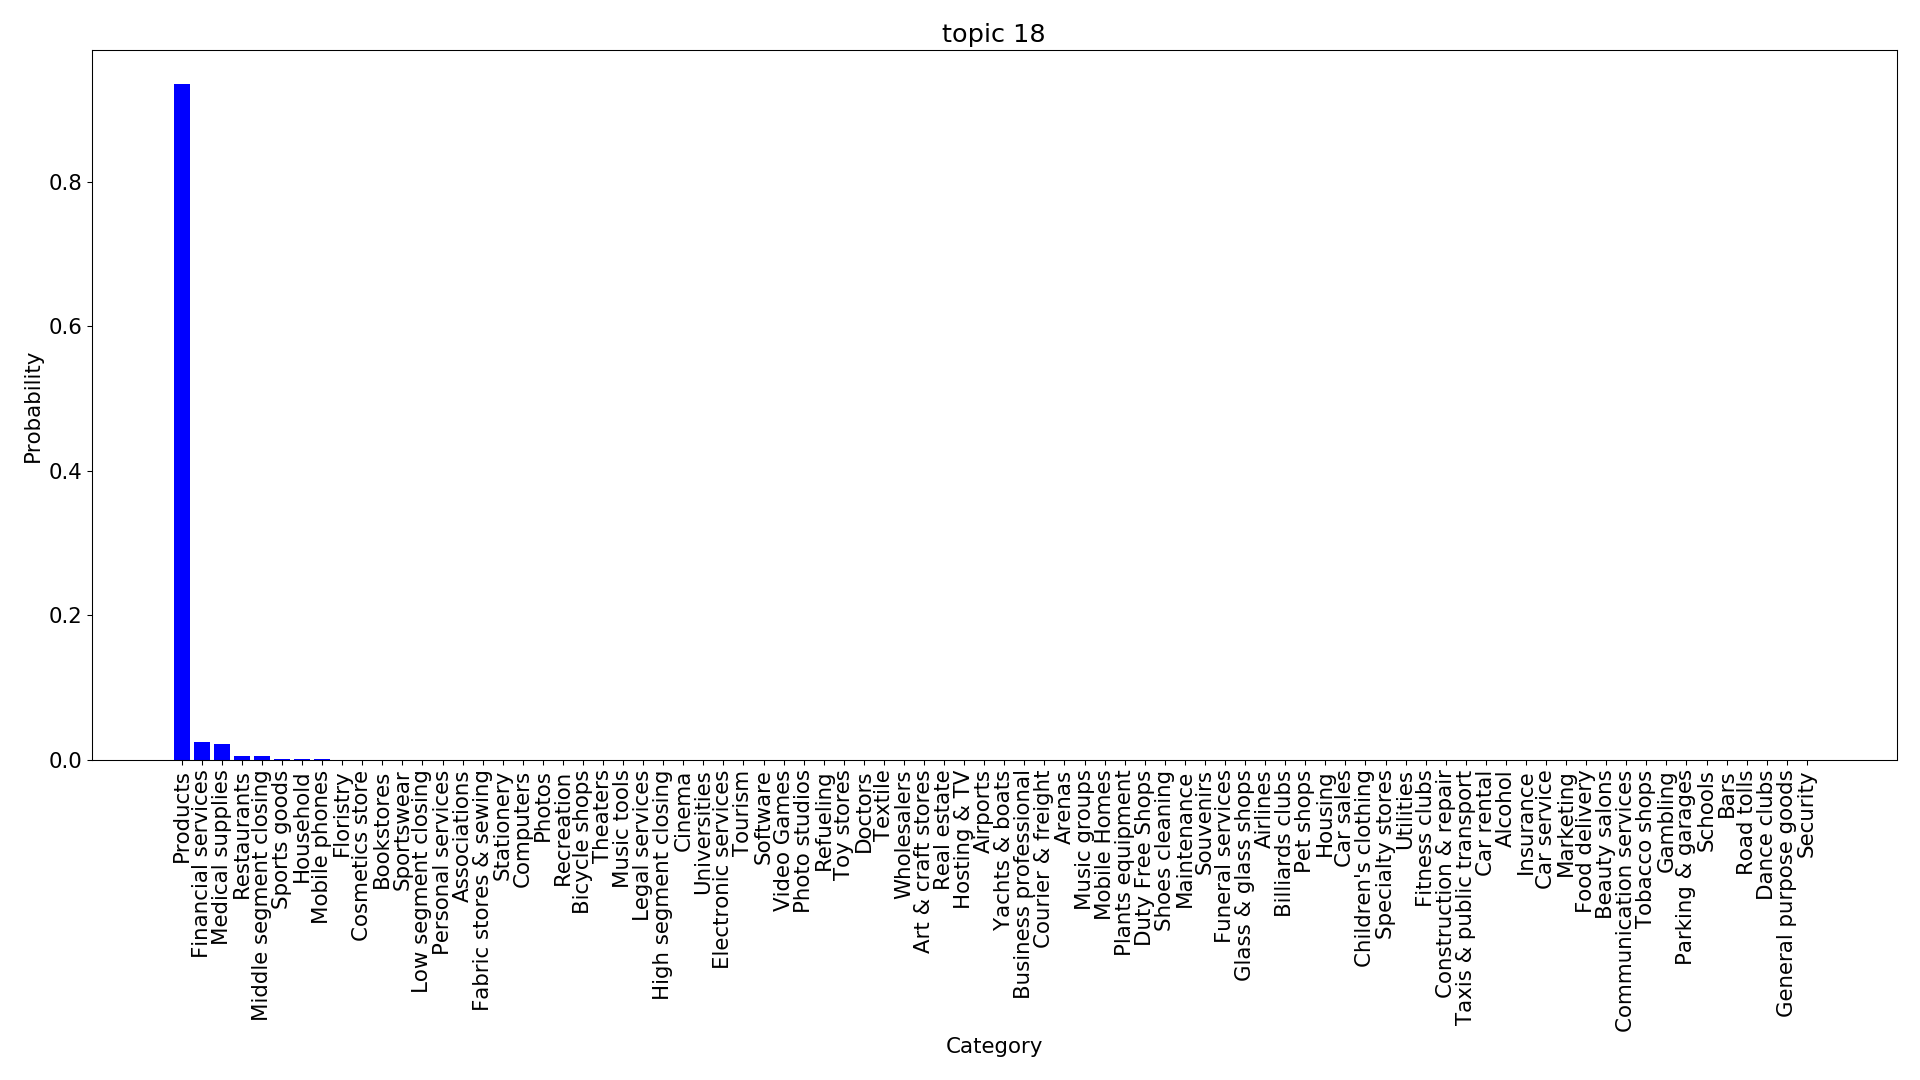 topic 18
Probability
0.8
0.6
0.4
0.2
0.0
Products
Financial services
Medical supplies
Restaurants
Middle segment closing
Sports goods
Household
Mobile phones
Floristry
Cosmetics store
Bookstores
Sportswear
Low segment closing
Personal services
Associations
Fabric stores & sewing
Stationery
Computers
Photos
Recreation
Bicycle shops
Theaters
Music tools
Legal services
High segment closing
Cinema
Universities
Electronic services
Tourism
Software
Video Games
Photo studios
Refueling
Toy stores
Doctors
Textile
Wholesalers
Art & craft stores
Real estate
Hosting & TV
Airports
Yachts & boats
Business professional
Courier & freight
Arenas
Music groups
Mobile Homes
Plants equipment
Duty Free Shops
Shoes cleaning
Maintenance
Souvenirs
Funeral services
Glass & glass shops
Airlines
Billiards clubs
Pet shops
Housing
Car sales
Children's clothing
Specialty stores
Utilities
Fitness clubs
Construction & repair
Taxis & public transport
Car rental
Alcohol
Insurance
Car service
Marketing
Food delivery
Beauty salons
Communication services
Tobacco shops
Gambling
Parking & garages
Schools
Bars
Road tolls
Dance clubs
General purpose goods
Security
Category